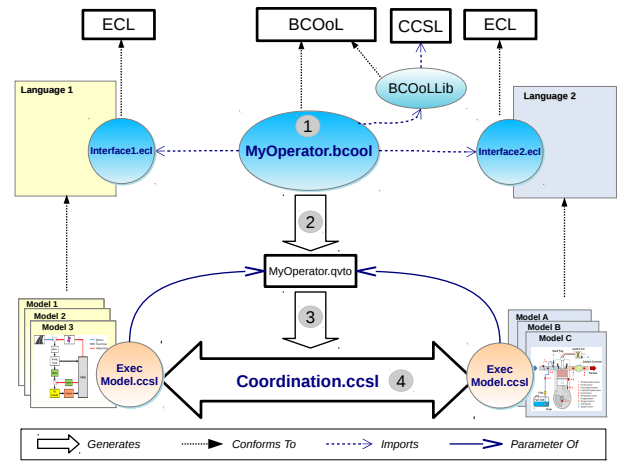 ECL
BCOoL
CCSL
ECL
BCOoLLib
Language 1
Language 2
1
Interface1.ecl
MyOperator.bcool
Interface2.ecl
2
MyOperator.qvto
3
Model 1
Model 2
Model 3
Model A
Model B
Model C
Exec
Model.ccsl
Coordination.ccsl 4
Exec
Model.ccsl
Generates
Conforms To
Imports
Parameter Of